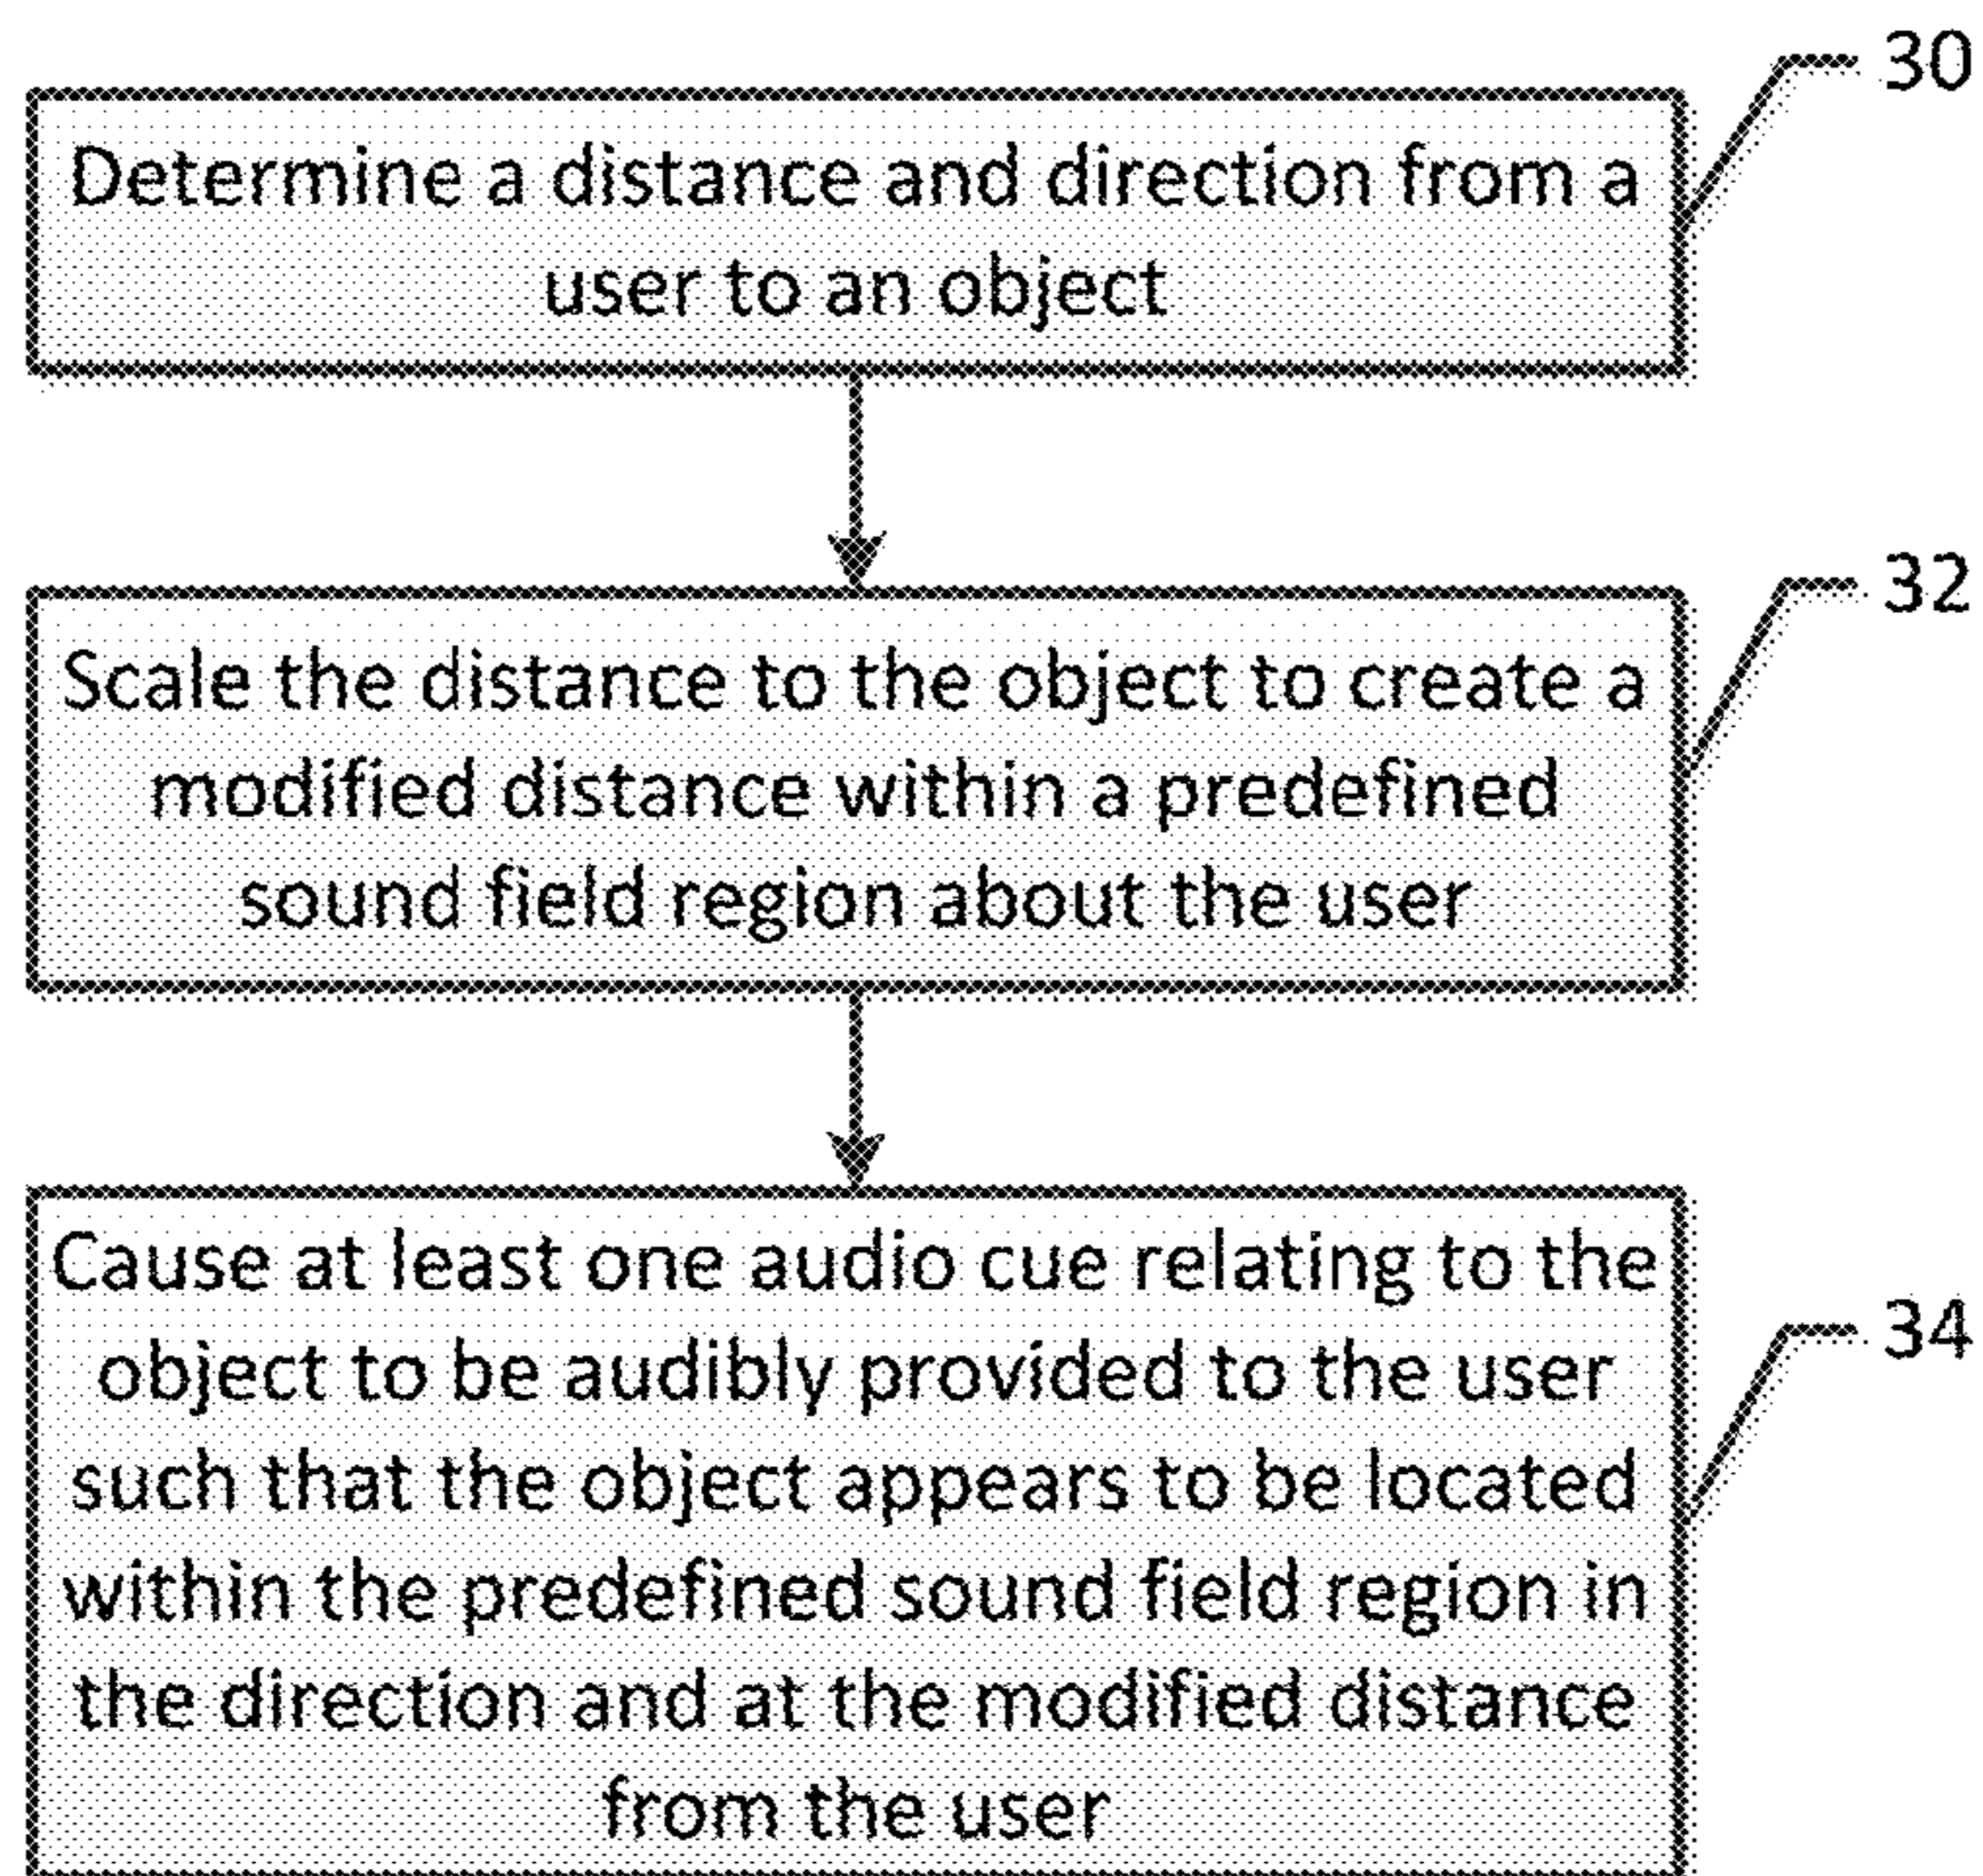 30
Determine a distance and direction from a
user to an object
32
Scale the distance to the object to create a
modified distance within a predefined
sound field region about the user
34
Cause at least one audio cue relating to the
object to be audibly provided to the user
such that the object appears to be located
within the predefined sound field region in
the direction and at the modified distance
from the user